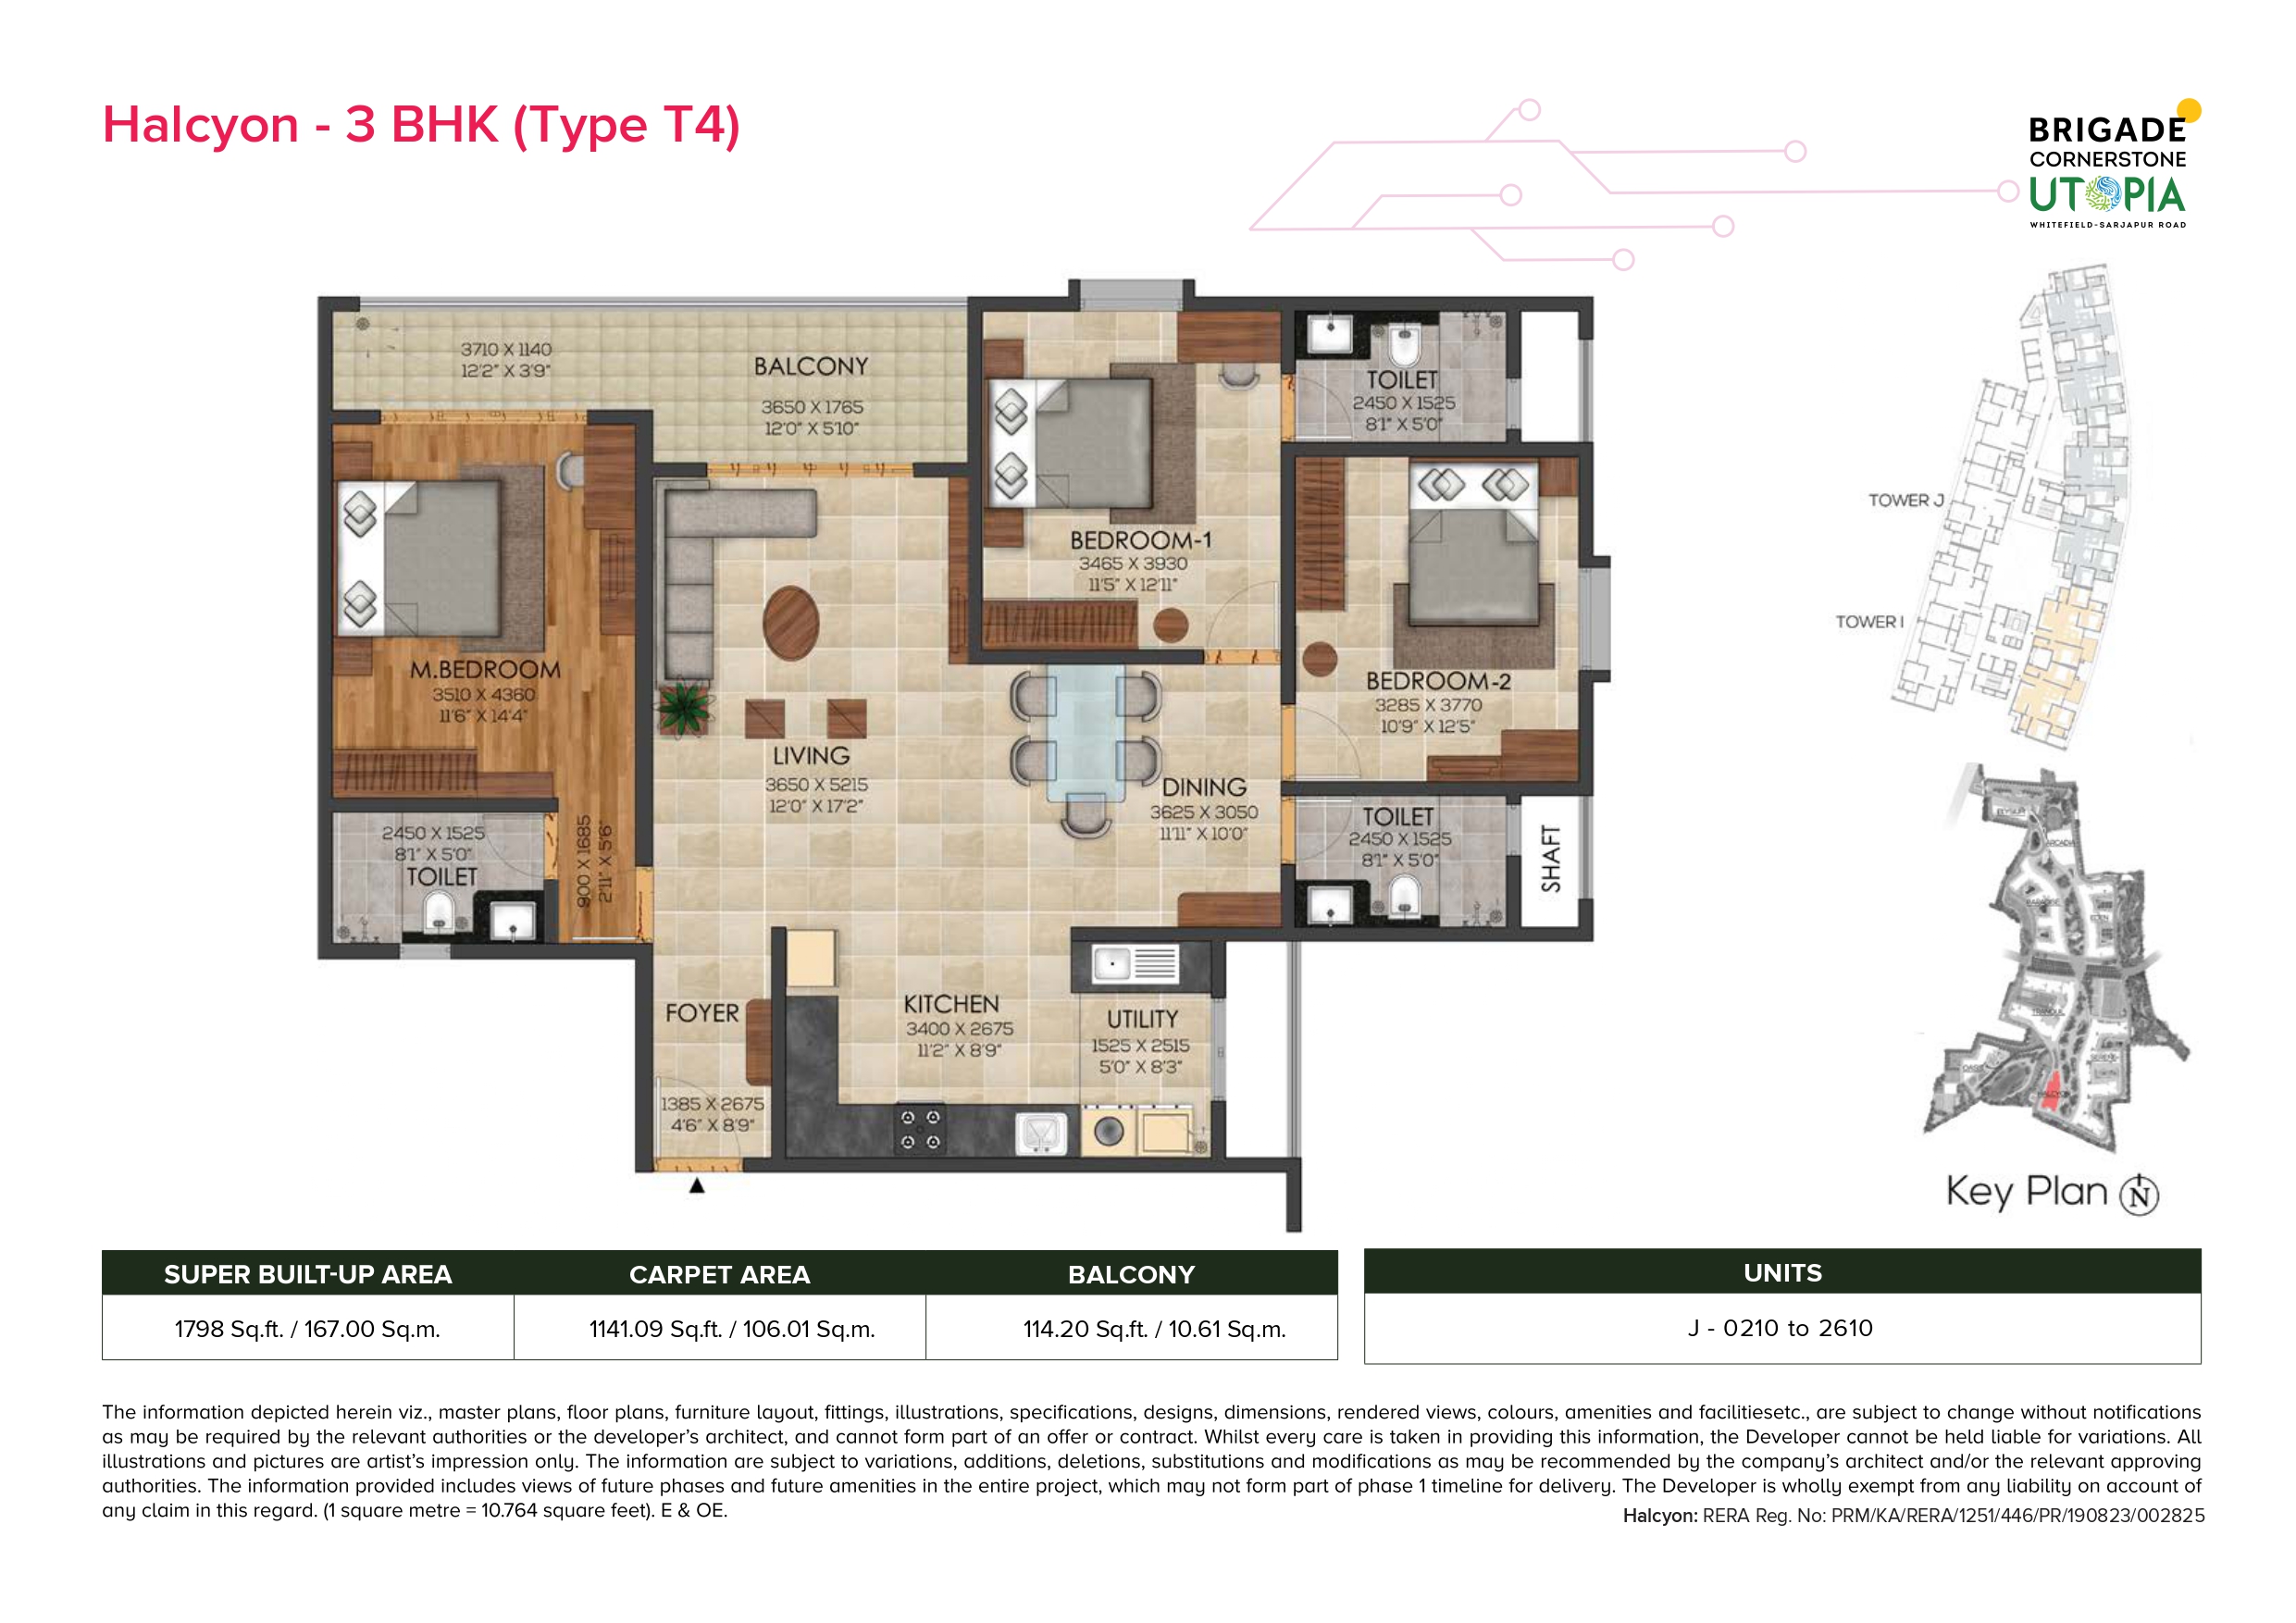 Halcyon - 3 BHK (Type T4)
BRIGADE
CORNERSTONE
UTOPIA
WHITEFIELD-SARJAPUR ROAD
3710 X 1140
12'2" X 3'9"
BALCONY
3650 X 1765
12'0" X 5'10"
TOILET
2450 X 1525
8'1" X 5'0"
BEDROOM-1
3465 X 3930
11'5" X 12'11"
M.BEDROOM
3510 X 4360
11'6" X 14'4"
BEDROOM-2
3285 X 3770
10'9" X 12'5"
LIVING
3650 X 5215
12'0" X 17'2"
DINING
3625 X 3050
11'11" X 10'0"
2450 X 1525
8'1" X 5'0"
TOILET
900 X 1685
2'11" X 5'6"
TOILET
2450 X 1525
8'1" X 5'0"
SHAFT
FOYER
1385 X 2675
4'6" X 8'9"
KITCHEN
3400 X 2675
11'2" X 8'9"
UTILITY
1525 X 2515
5'0" X 8'3"
TOWER J
TOWER I
ARCADIA
PARADISE
EDEN
TRANQUIL
SERENE
OASIS
HALCYON
Key Plan N
SUPER BUILT-UP AREA CARPET AREA BALCONY
1798 Sq.ft. / 167.00 Sq.m. 1141.09 Sq.ft. / 106.01 Sq.m. 114.20 Sq.ft. / 10.61 Sq.m.
UNITS
J - 0210 to 2610
The information depicted herein viz., master plans, floor plans, furniture layout, fittings, illustrations, specifications, designs, dimensions, rendered views, colours, amenities and facilitiesetc., are subject to change without notifications
as may be required by the relevant authorities or the developer's architect, and cannot form part of an offer or contract. Whilst every care is taken in providing this information, the Developer cannot be held liable for variations. All
illustrations and pictures are artist's impression only. The information are subject to variations, additions, deletions, substitutions and modifications as may be recommended by the company's architect and/or the relevant approving
authorities. The information provided includes views of future phases and future amenities in the entire project, which may not form part of phase 1 timeline for delivery. The Developer is wholly exempt from any liability on account of
any claim in this regard. (1 square metre = 10.764 square feet). E & OE.
Halcyon: RERA Reg. No: PRM/KA/RERA/1251/446/PR/190823/002825